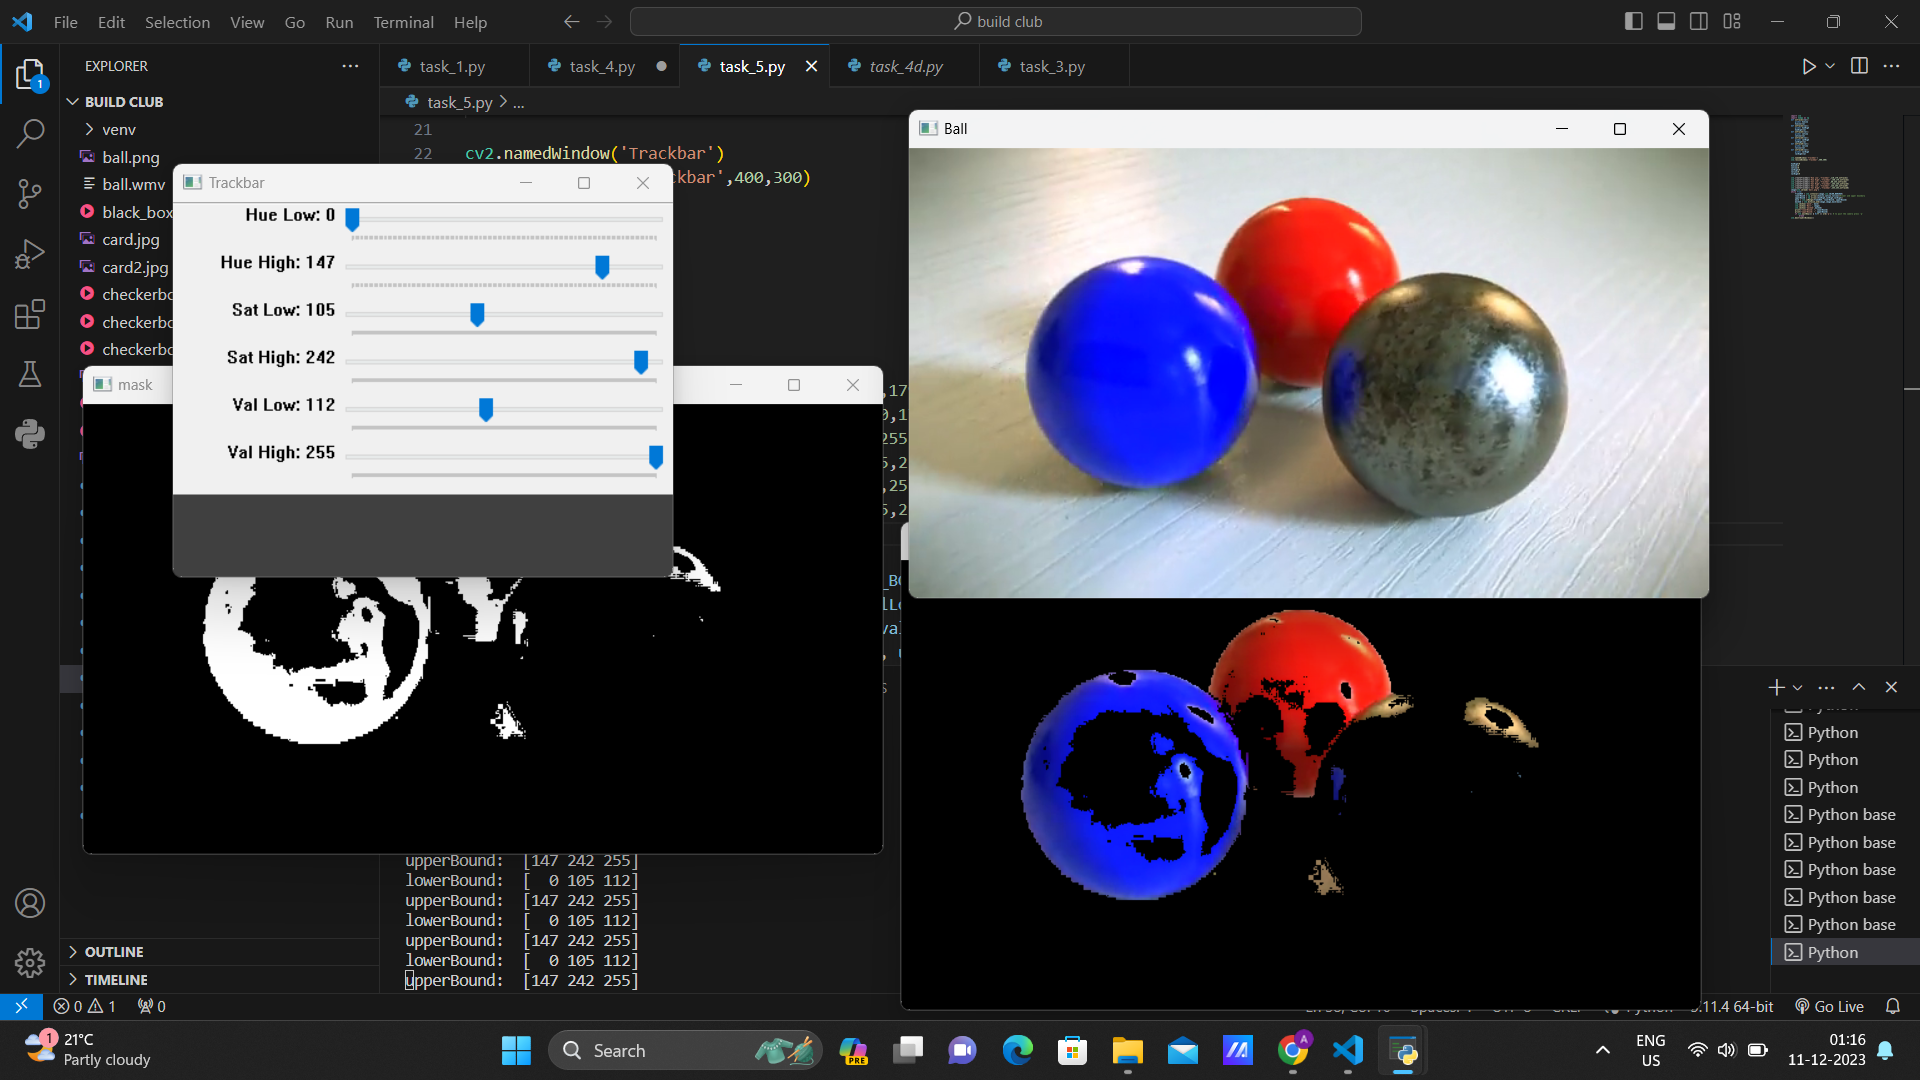 File Edit Selection View Go Run Terminal Help
build club
EXPLORER
task_1.py
task_4.py
task_5.py
task_4d.py
task_3.py
BUILD CLUB
task_5.py > ...
venv
ball.png
ball.wmv
black_box
card.jpg
card2.jpg
checkerbo
checkerbo
checkerbo
21
22 cv2.namedWindow('Trackbar')
ckbar',400,300)
Trackbar
Hue Low: 0
Hue High: 147
Sat Low: 105
Sat High: 242
Val Low: 112
Val High: 255
mask
Ball
upperBound: [147 242 255]
lowerBound: [ 0 105 112]
upperBound: [147 242 255]
lowerBound: [ 0 105 112]
upperBound: [147 242 255]
lowerBound: [ 0 105 112]
upperBound: [147 242 255]
Python
Python
Python
Python base
Python base
Python base
Python base
Python base
Python
OUTLINE
TIMELINE
0 1 0
64-bit
Go Live
1
21°C
Partly cloudy
Search
PRE
A
ENG
US
01:16
11-12-2023